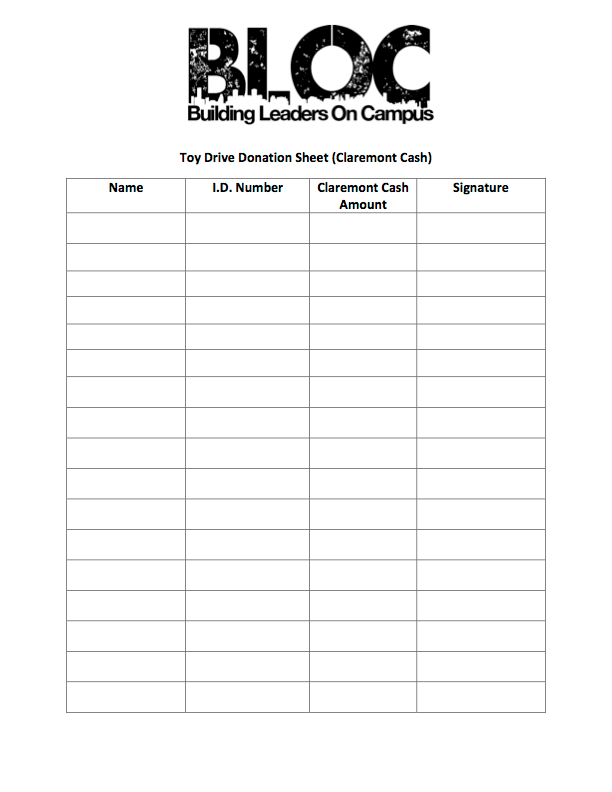 BLOC
Building Leaders On Campus
Toy Drive Donation Sheet (Claremont Cash)
Name I.D. Number Claremont Cash Signature
Amount